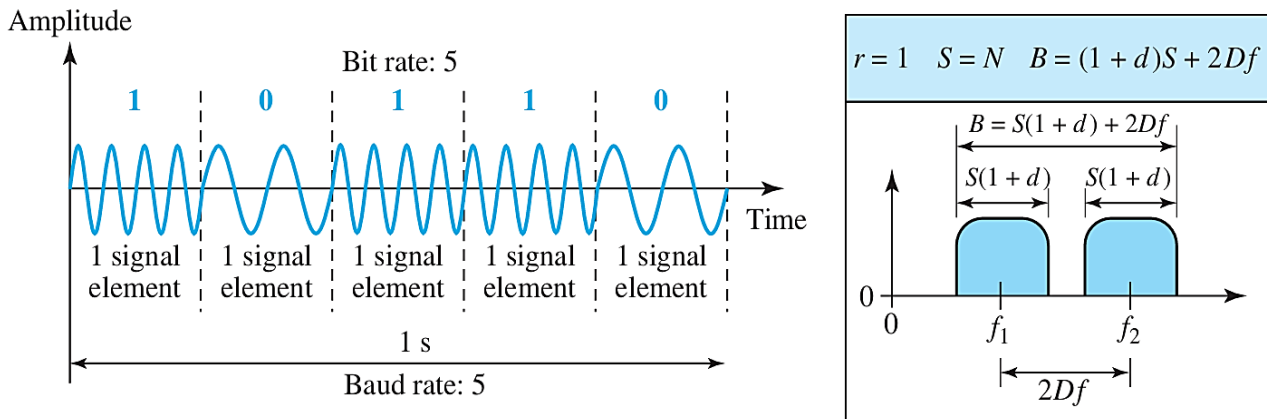 Amplitude
Bit rate: 5
1 0 1 1 0
Time
1 signal element
1 signal element
1 signal element
1 signal element
1 signal element
1 s
Baud rate: 5
r = 1 S = N B = (1 + d)S + 2Df
B = S(1 + d) + 2Df
S(1 + d) S(1 + d)
0
0
f₁ f₂
2Df